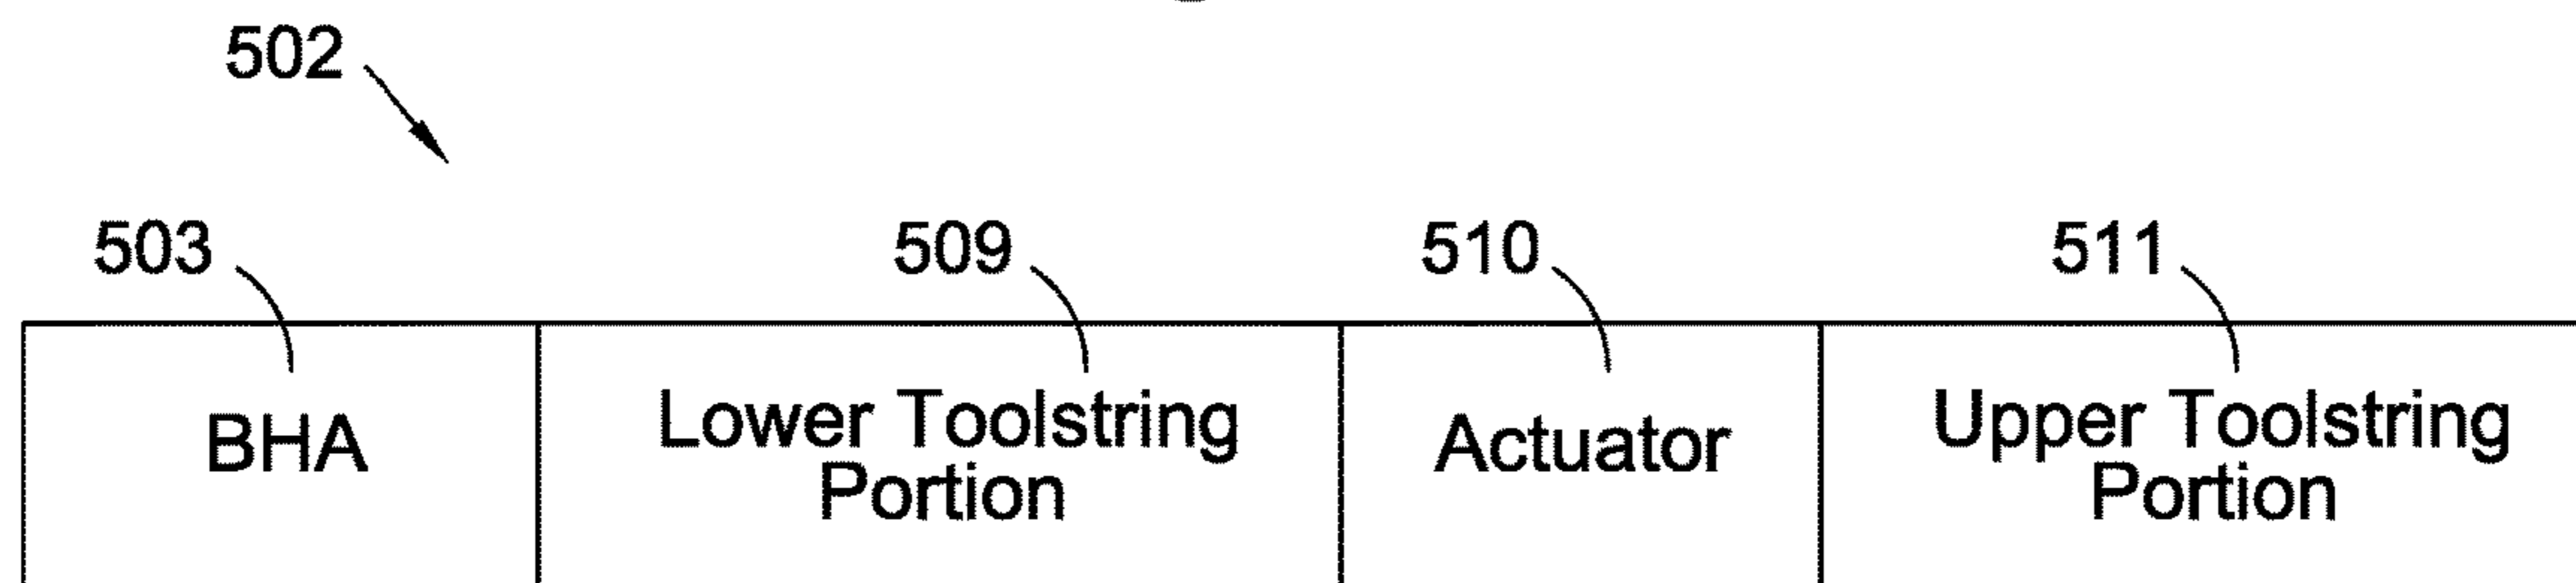 502
503 509 510 511
BHA Lower Toolstring Portion Actuator Upper Toolstring Portion